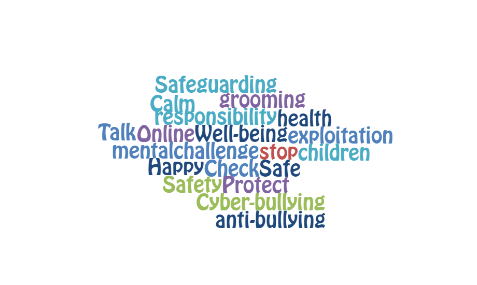 Safeguarding
Calm grooming
responsibility health
Talk Online Well-being exploitation
mental challenge stop children
Happy Check Safe
Safety Protect
Cyber-bullying
anti-bullying